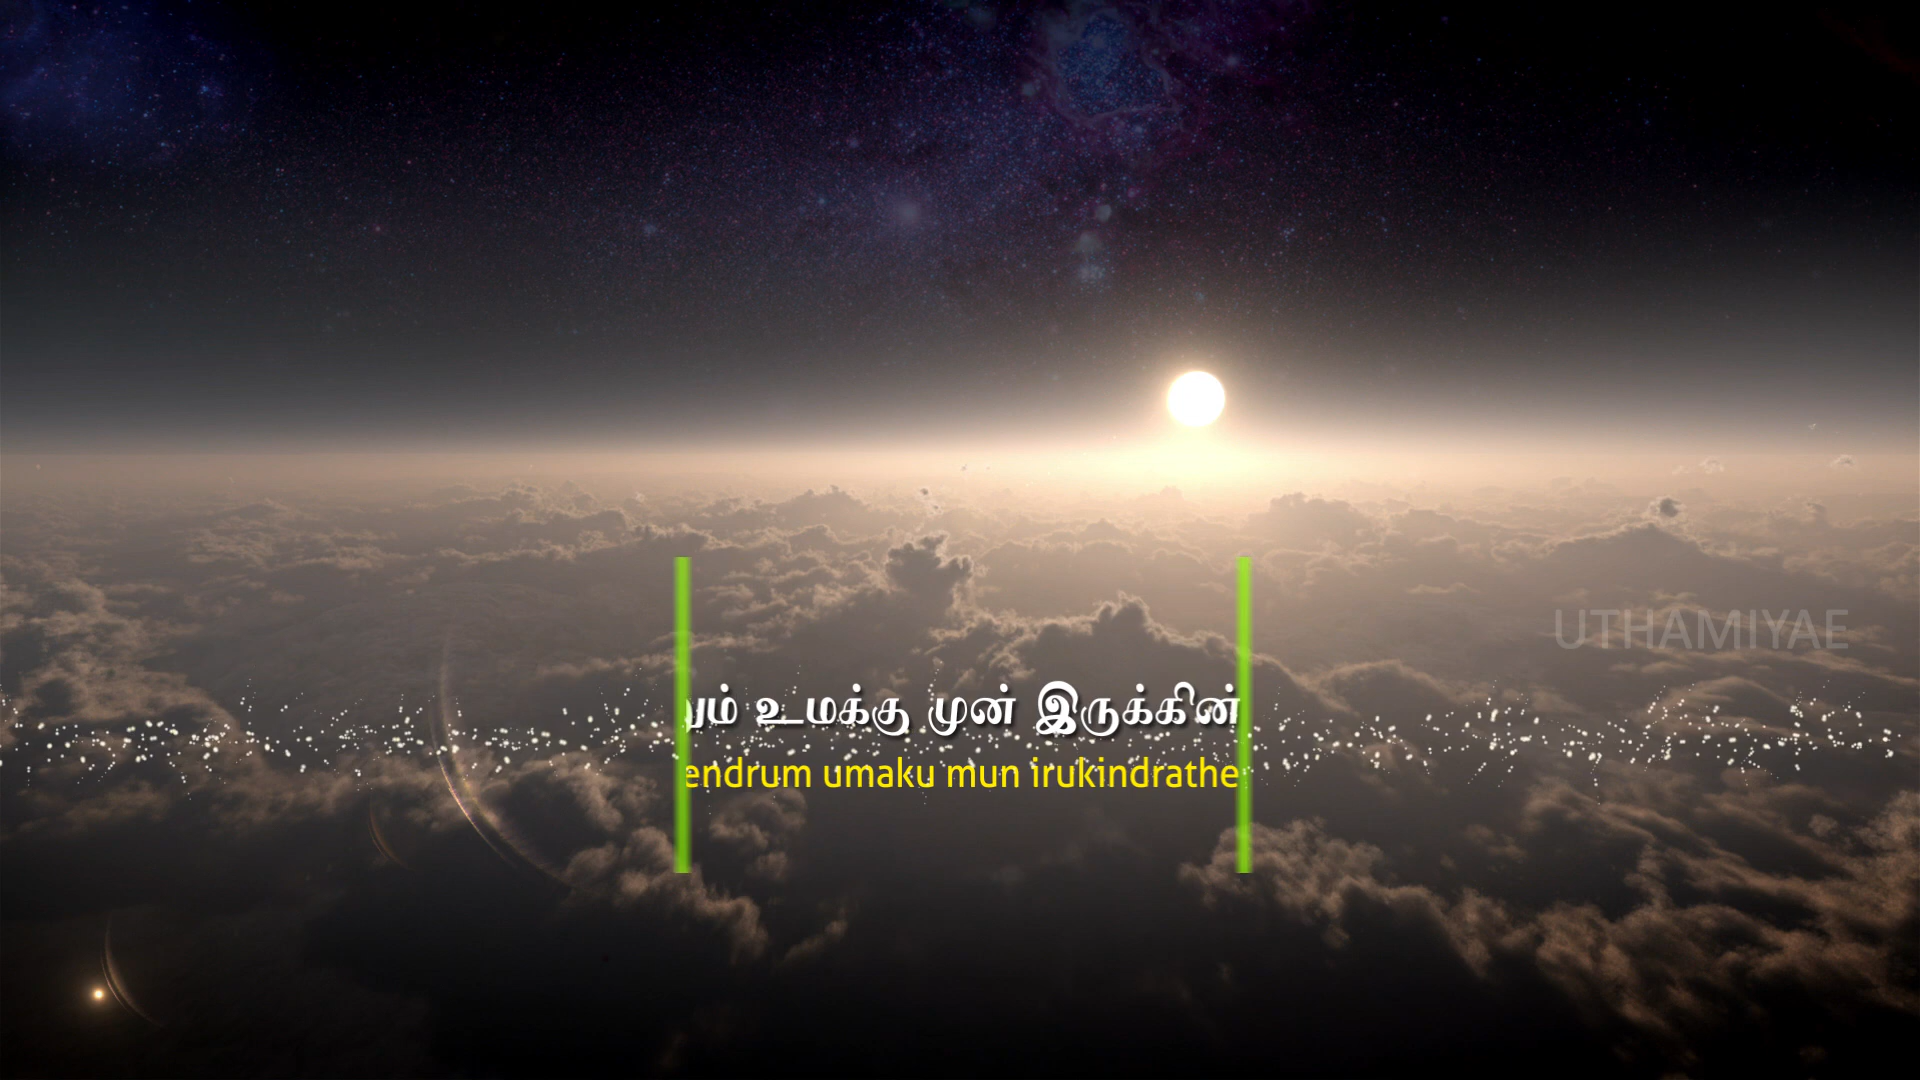 UTHAMIYAE
ம் உமக்கு முன் இருக்கின்
endrum umaku mun irukindrathe